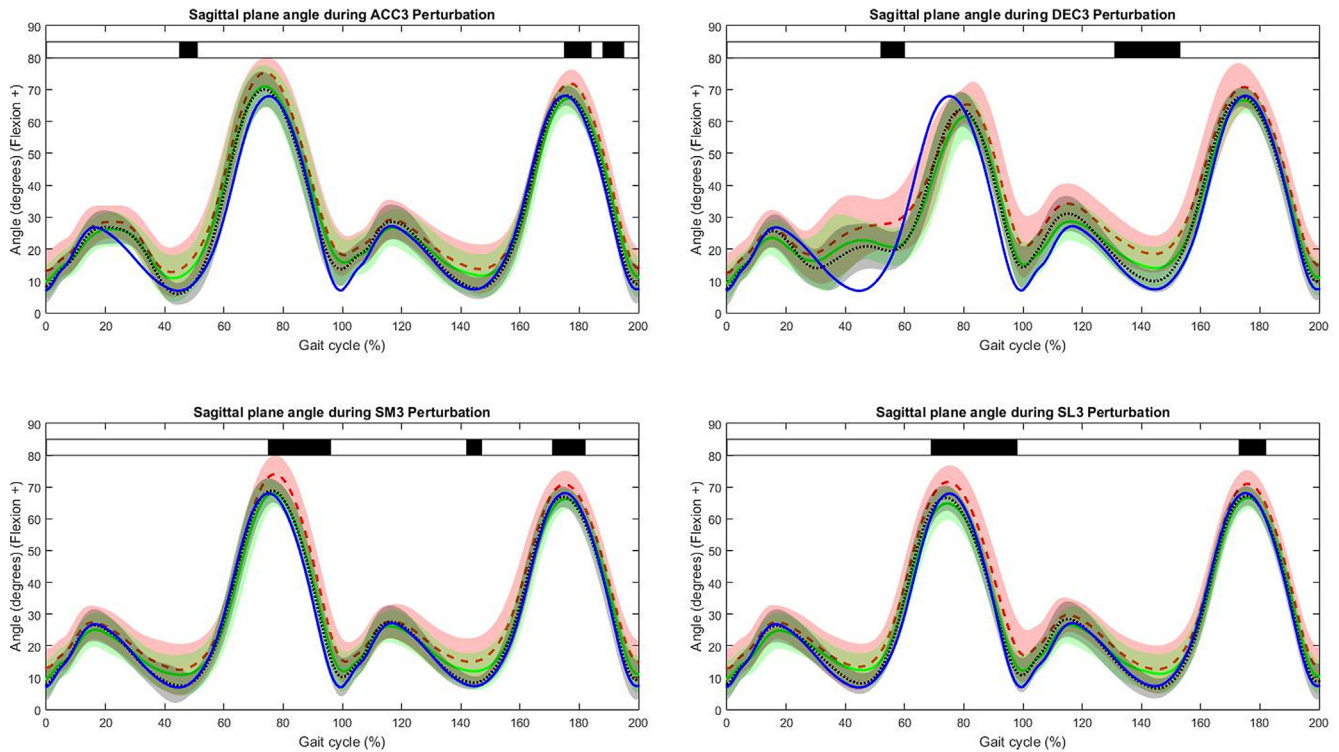 Sagittal plane angle during ACC3 Perturbation
90
80
70
60
50
40
30
20
10
0
Angle (degrees) (Flexion +)
0 20 40 60 80 100 120 140 160 180 200
Gait cycle (%)
Sagittal plane angle during DEC3 Perturbation
90
80
70
60
50
40
30
20
10
0
Angle (degrees) (Flexion +)
0 20 40 60 80 100 120 140 160 180 200
Gait cycle (%)
Sagittal plane angle during SM3 Perturbation
90
80
70
60
50
40
30
20
10
0
Angle (degrees) (Flexion +)
0 20 40 60 80 100 120 140 160 180 200
Gait cycle (%)
Sagittal plane angle during SL3 Perturbation
90
80
70
60
50
40
30
20
10
0
Angle (degrees) (Flexion +)
0 20 40 60 80 100 120 140 160 180 200
Gait cycle (%)